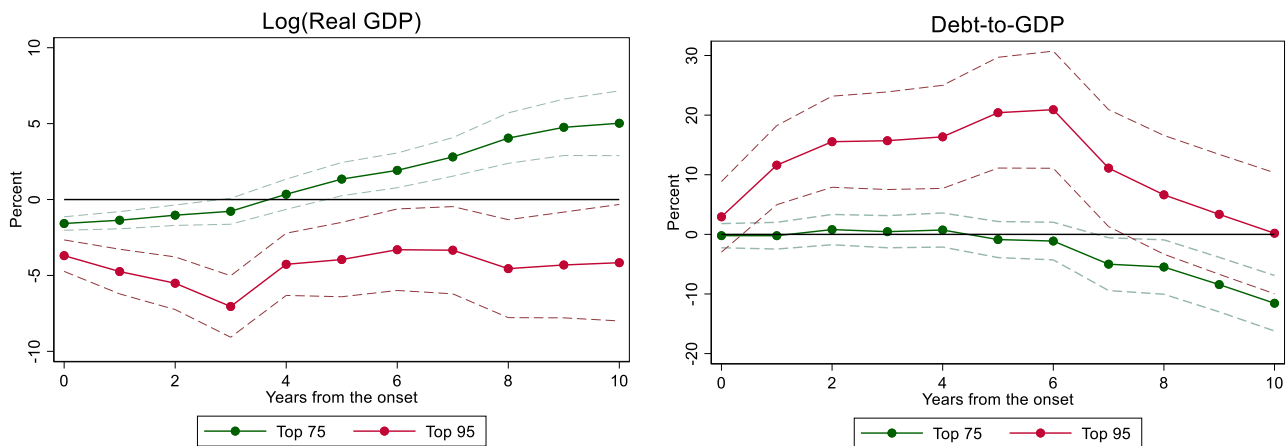 Log(Real GDP)
Percent
10
5
0
-5
-10
0 2 4 6 8 10
Years from the onset
Top 75 Top 95
Debt-to-GDP
Percent
30
20
10
0
-10
-20
0 2 4 6 8 10
Years from the onset
Top 75 Top 95